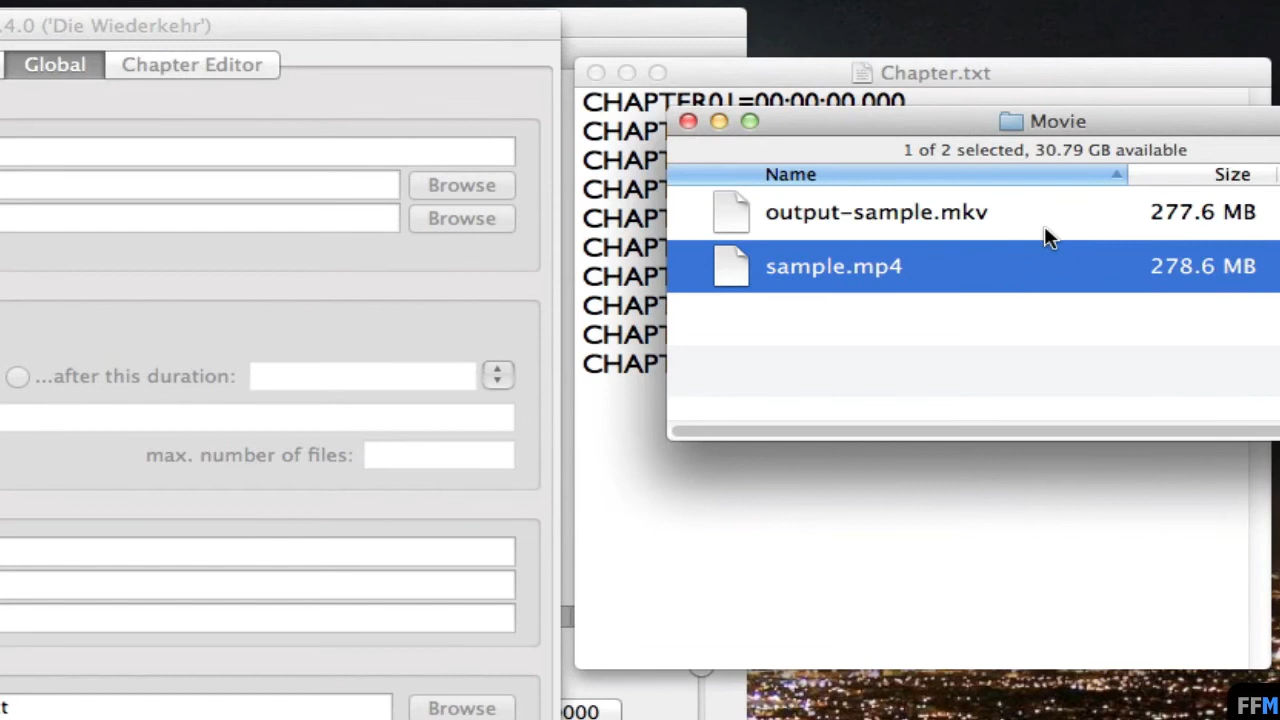 .4.0 ('Die Wiederkehr')
Global
Chapter Editor
Browse
Browse
...after this duration:
max. number of files:
Browse
000
Chapter.txt
CHAPTER01=00:00:00.000
CHAPT
CHAPT
CHAPT
CHAPT
CHAPT
CHAPT
CHAPT
CHAPT
CHAPT
Movie
1 of 2 selected, 30.79 GB available
Name
Size
output-sample.mkv
277.6 MB
sample.mp4
278.6 MB
FFM